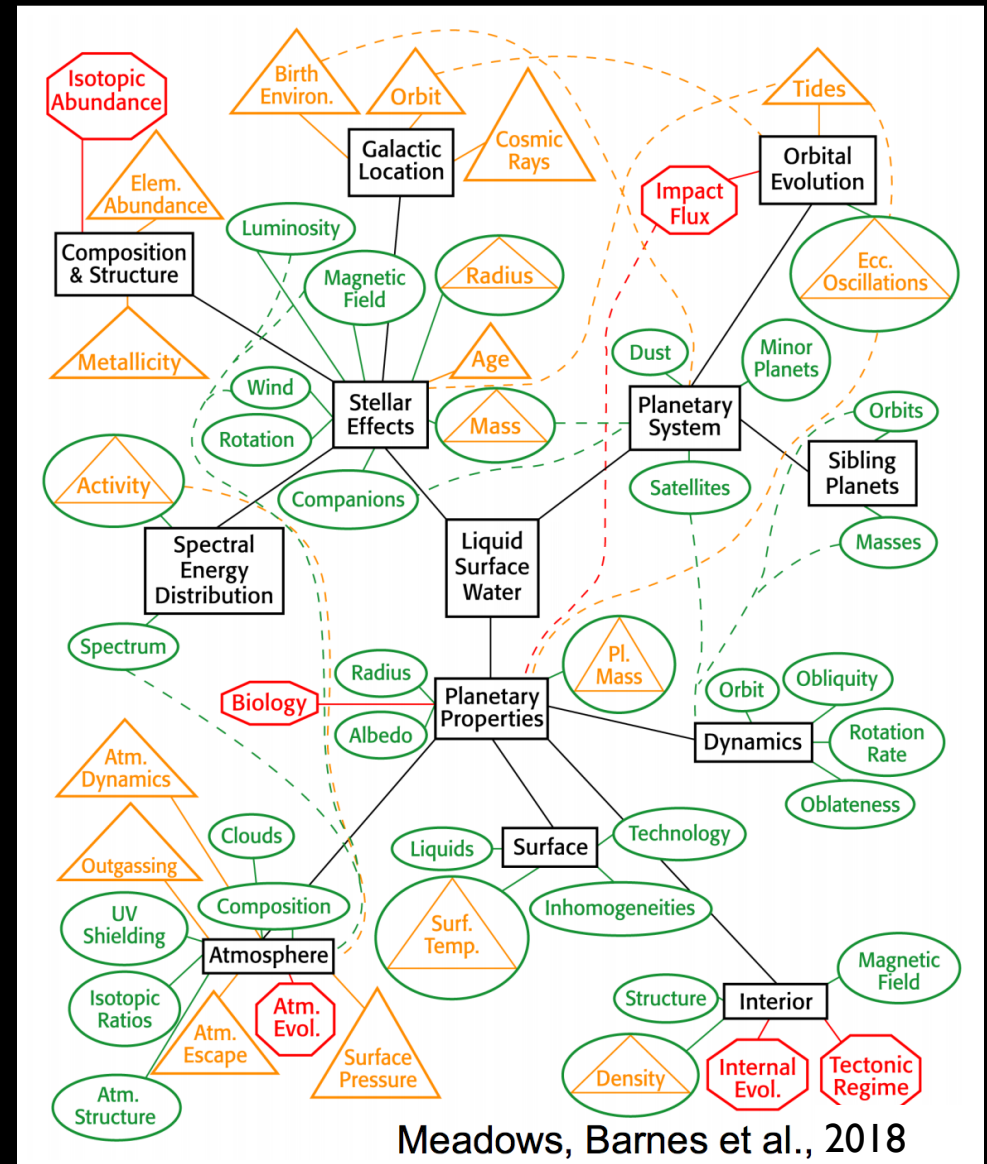 Isotopic
Abundance
Birth
Environ.
Orbit
Cosmic
Rays
Tides
Galactic
Location
Orbital
Evolution
Elem.
Abundance
Impact
Flux
Composition
& Structure
Luminosity
Magnetic
Field
Radius
Ecc.
Oscillations
Metallicity
Age
Dust
Minor
Planets
Wind
Rotation
Stellar
Effects
Mass
Planetary
System
Orbits
Sibling
Planets
Activity
Companions
Satellites
Masses
Spectral
Energy
Distribution
Liquid
Surface
Water
Spectrum
Radius
Biology
Albedo
Planetary
Properties
Pl.
Mass
Orbit
Obliquity
Dynamics
Rotation
Rate
Oblateness
Atm.
Dynamics
Outgassing
Clouds
Composition
UV
Shielding
Atmosphere
Isotopic
Ratios
Atm.
Escape
Atm.
Evol.
Surface
Pressure
Atm.
Structure
Liquids
Surface
Technology
Surf.
Temp.
Inhomogeneities
Structure
Interior
Magnetic
Field
Density
Internal
Evol.
Tectonic
Regime
Meadows, Barnes et al., 2018